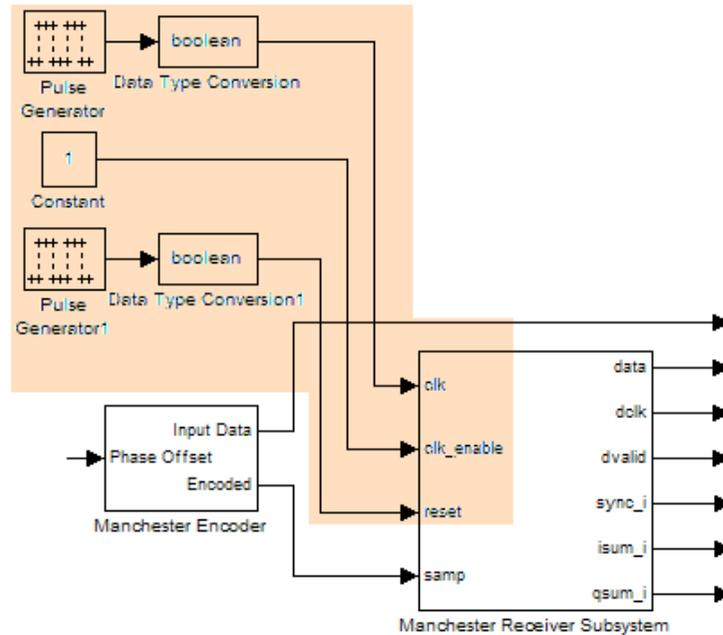 boolean
Pulse
Generator
Data Type Conversion
1
Constant
boolean
Pulse
Generator1
Data Type Conversion1
Input Data
Phase Offset
Encoded
Manchester Encoder
clk
clk_enable
reset
samp
data
dclk
dvalid
sync_i
isum_i
qsum_i
Manchester Receiver Subsystem